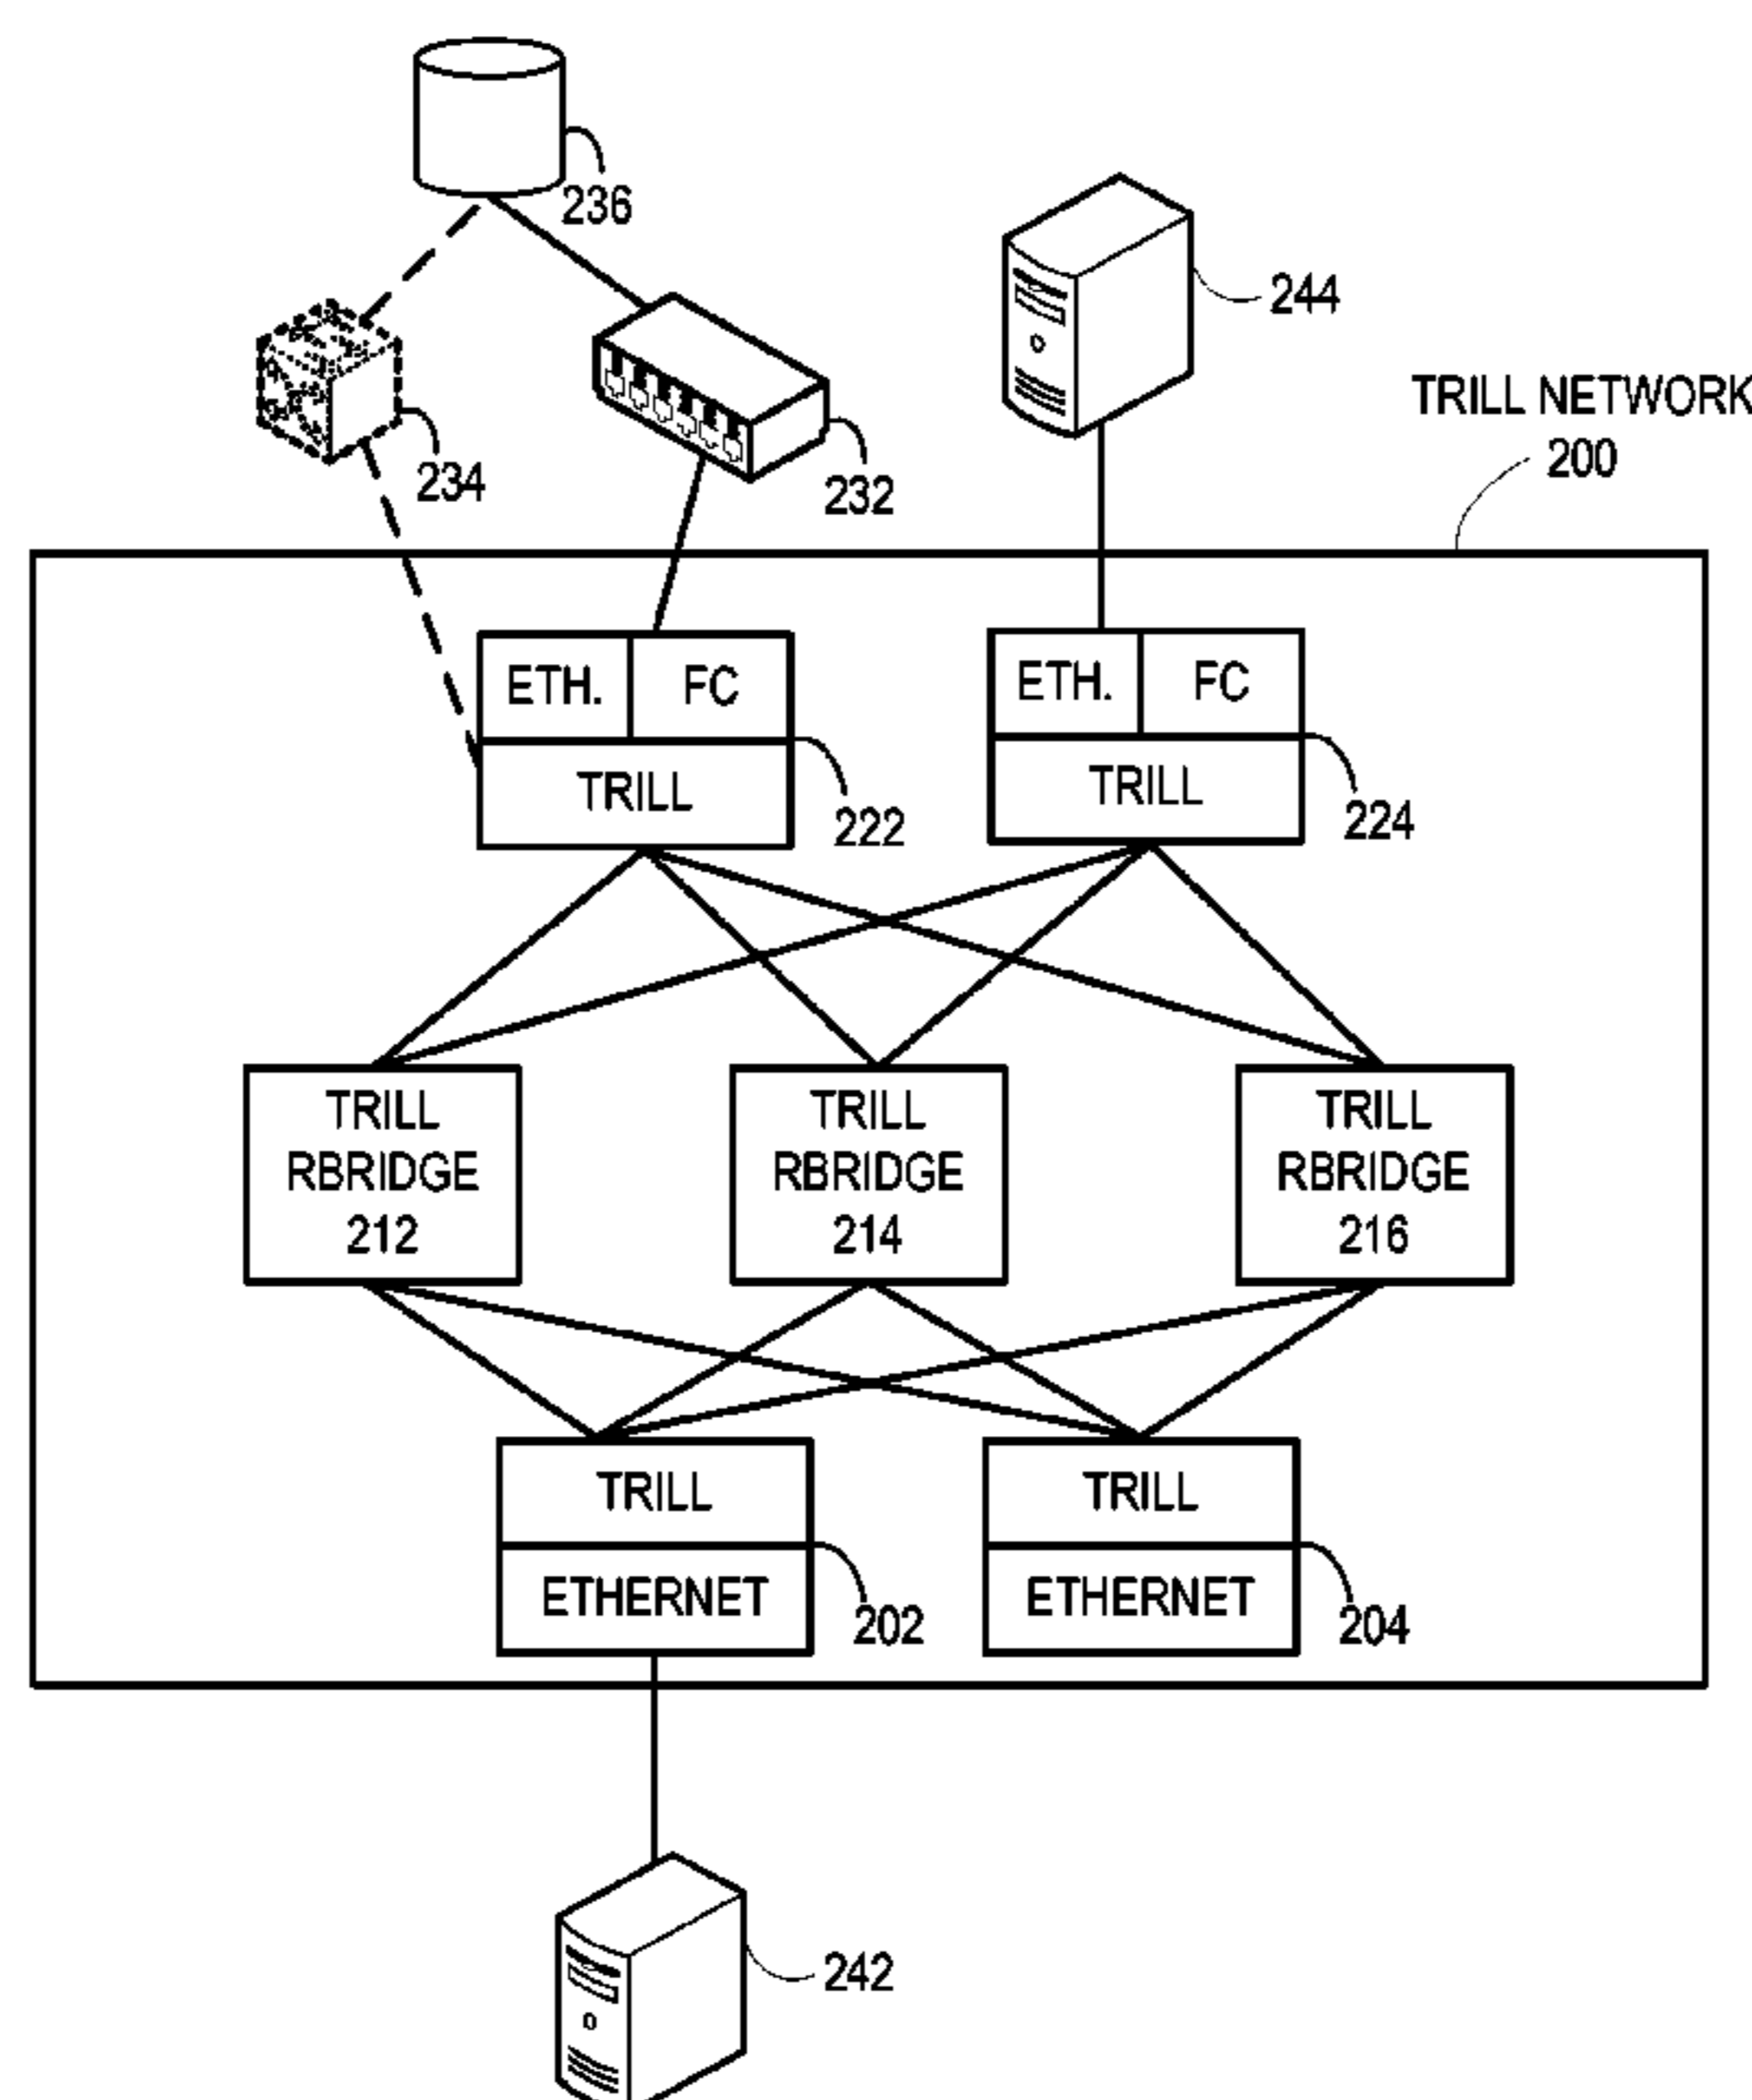 236
244
TRILL NETWORK
200
234
232
ETH. FC
TRILL
222
ETH. FC
TRILL
224
TRILL
RBRIDGE
212
TRILL
RBRIDGE
214
TRILL
RBRIDGE
216
TRILL
ETHERNET
202
TRILL
ETHERNET
204
242